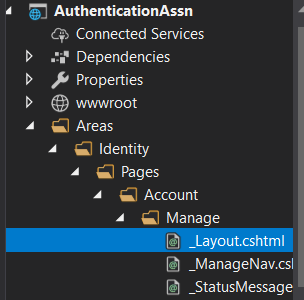 AuthenticationAssn
Connected Services
Dependencies
Properties
wwwroot
Areas
Identity
Pages
Account
Manage
_Layout.cshtml
_ManageNav.cs
_StatusMessage